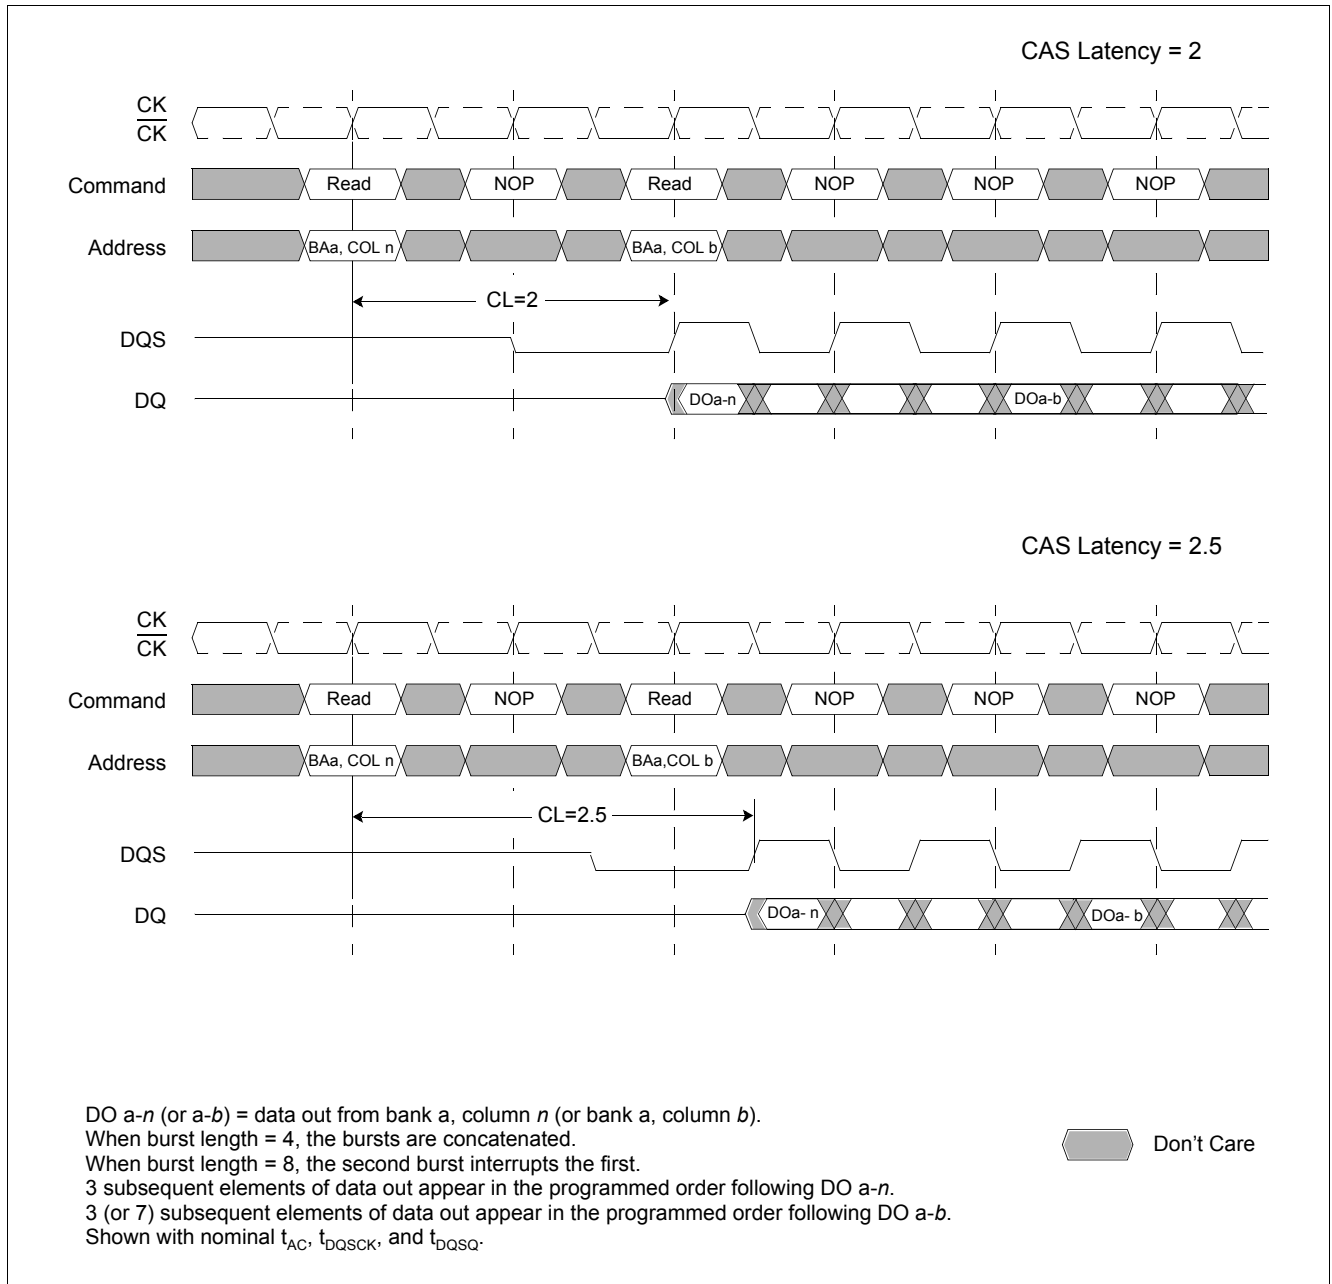 CAS Latency = 2
CK
CK
Command Read NOP Read NOP NOP NOP
Address BAa, COL n BAa, COL b
CL=2
DQS
DQ DOa-n DOa-b
CAS Latency = 2.5
CK
CK
Command Read NOP Read NOP NOP NOP
Address BAa, COL n BAa,COL b
CL=2.5
DQS
DQ DOa- n DOa- b
DO a-n (or a-b) = data out from bank a, column n (or bank a, column b).
When burst length = 4, the bursts are concatenated.
When burst length = 8, the second burst interrupts the first.
3 subsequent elements of data out appear in the programmed order following DO a-n.
3 (or 7) subsequent elements of data out appear in the programmed order following DO a-b.
Shown with nominal tAC, tDQSCK, and tDQSQ.
Don't Care